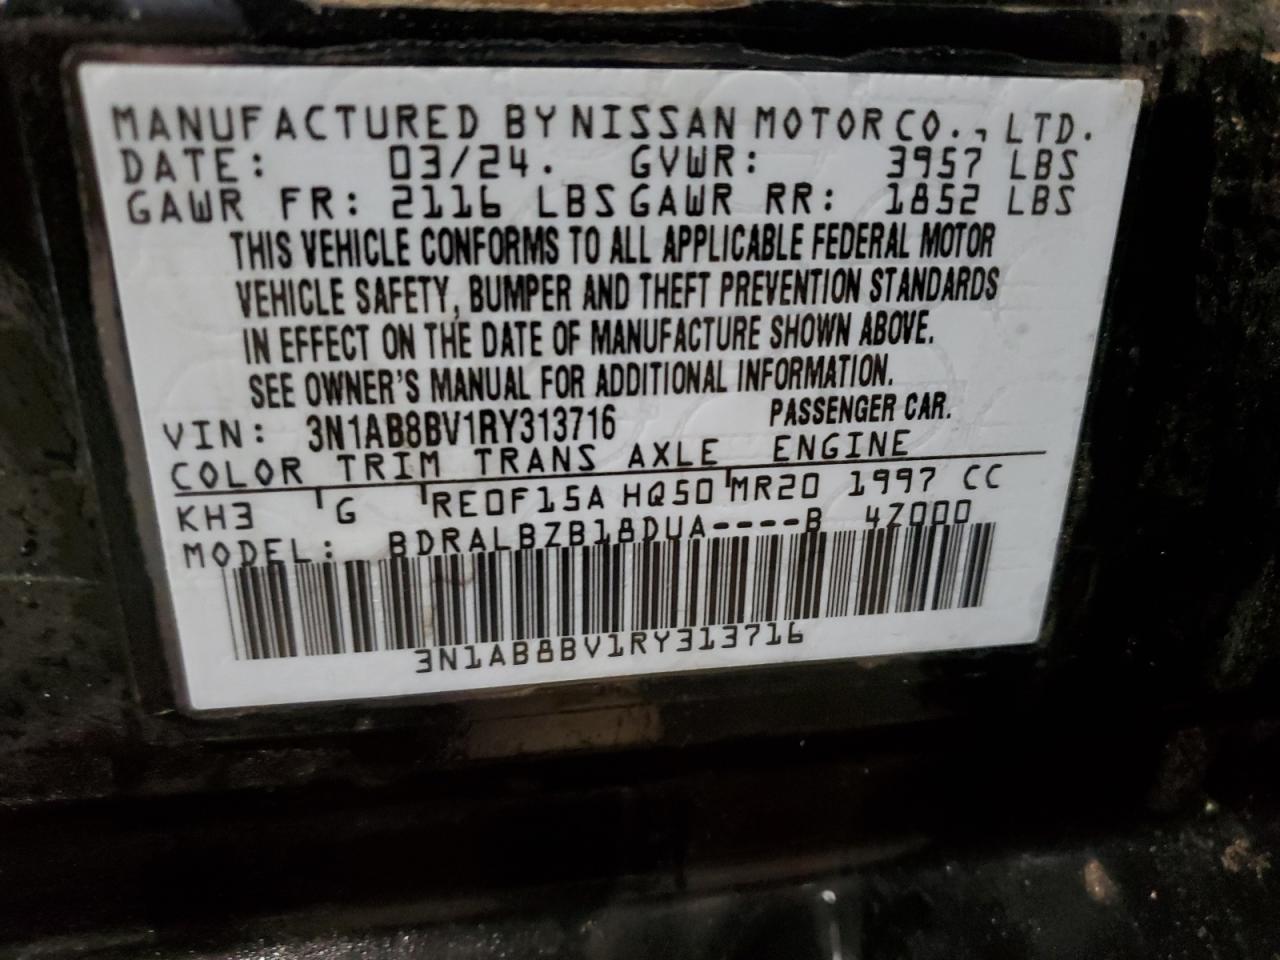 MANUFACTURED BY NISSAN MOTOR CO., LTD.
DATE: 03/24. GVWR: 3957 LBS
GAWR FR: 2116 LBS GAWR RR: 1852 LBS
THIS VEHICLE CONFORMS TO ALL APPLICABLE FEDERAL MOTOR
VEHICLE SAFETY, BUMPER AND THEFT PREVENTION STANDARDS
IN EFFECT ON THE DATE OF MANUFACTURE SHOWN ABOVE.
SEE OWNER'S MANUAL FOR ADDITIONAL INFORMATION.
VIN: 3N1AB8BV1RY313716 PASSENGER CAR.
COLOR TRIM TRANS AXLE ENGINE
KH3 G RE0F15A HQ50 MR20 1997 CC
MODEL: BDRALBZB18DUA----B 4Z000
3N1AB8BV1RY313716